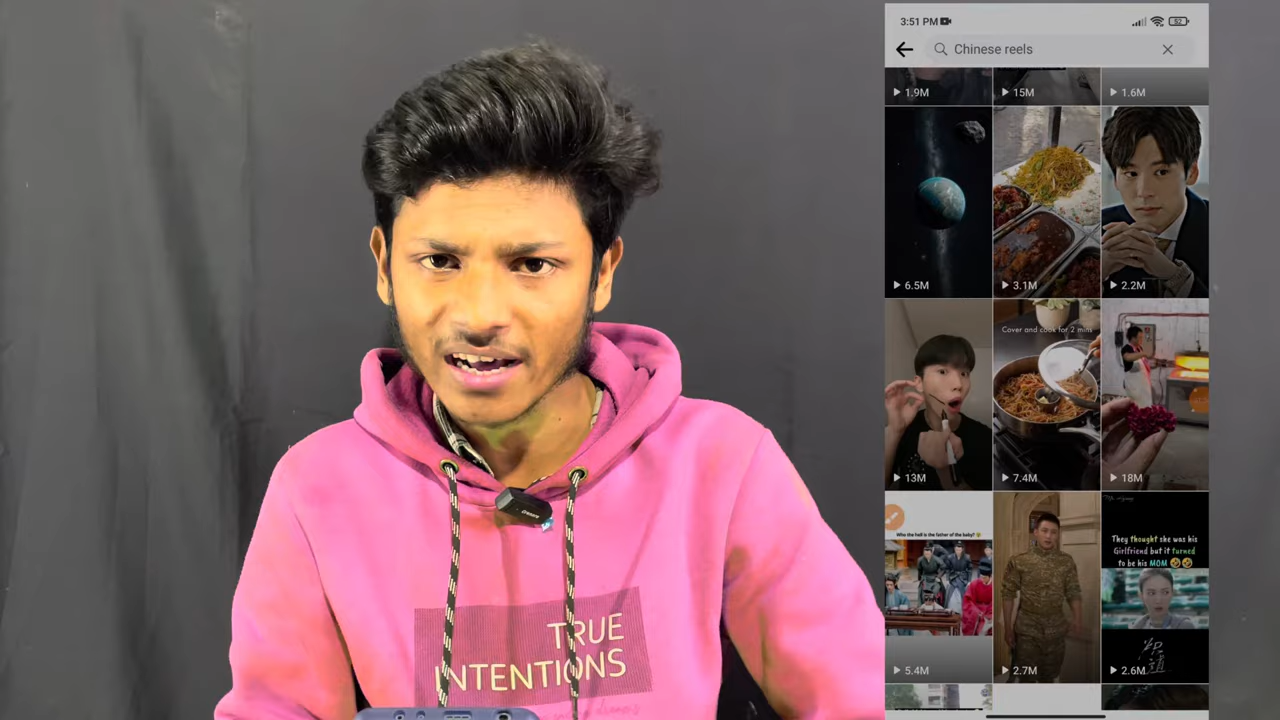 3:51 PM
52
Chinese reels
1.9M
15M
1.6M
6.5M
3.1M
2.2M
Cover and cook for 2 mins
13M
7.4M
18M
Who the hell is the father of the baby?
They thought she was his
Girlfriend but it turned
to be his MOM 🤣🤣
5.4M
2.7M
2.6M
TRUE
INTENTIONS